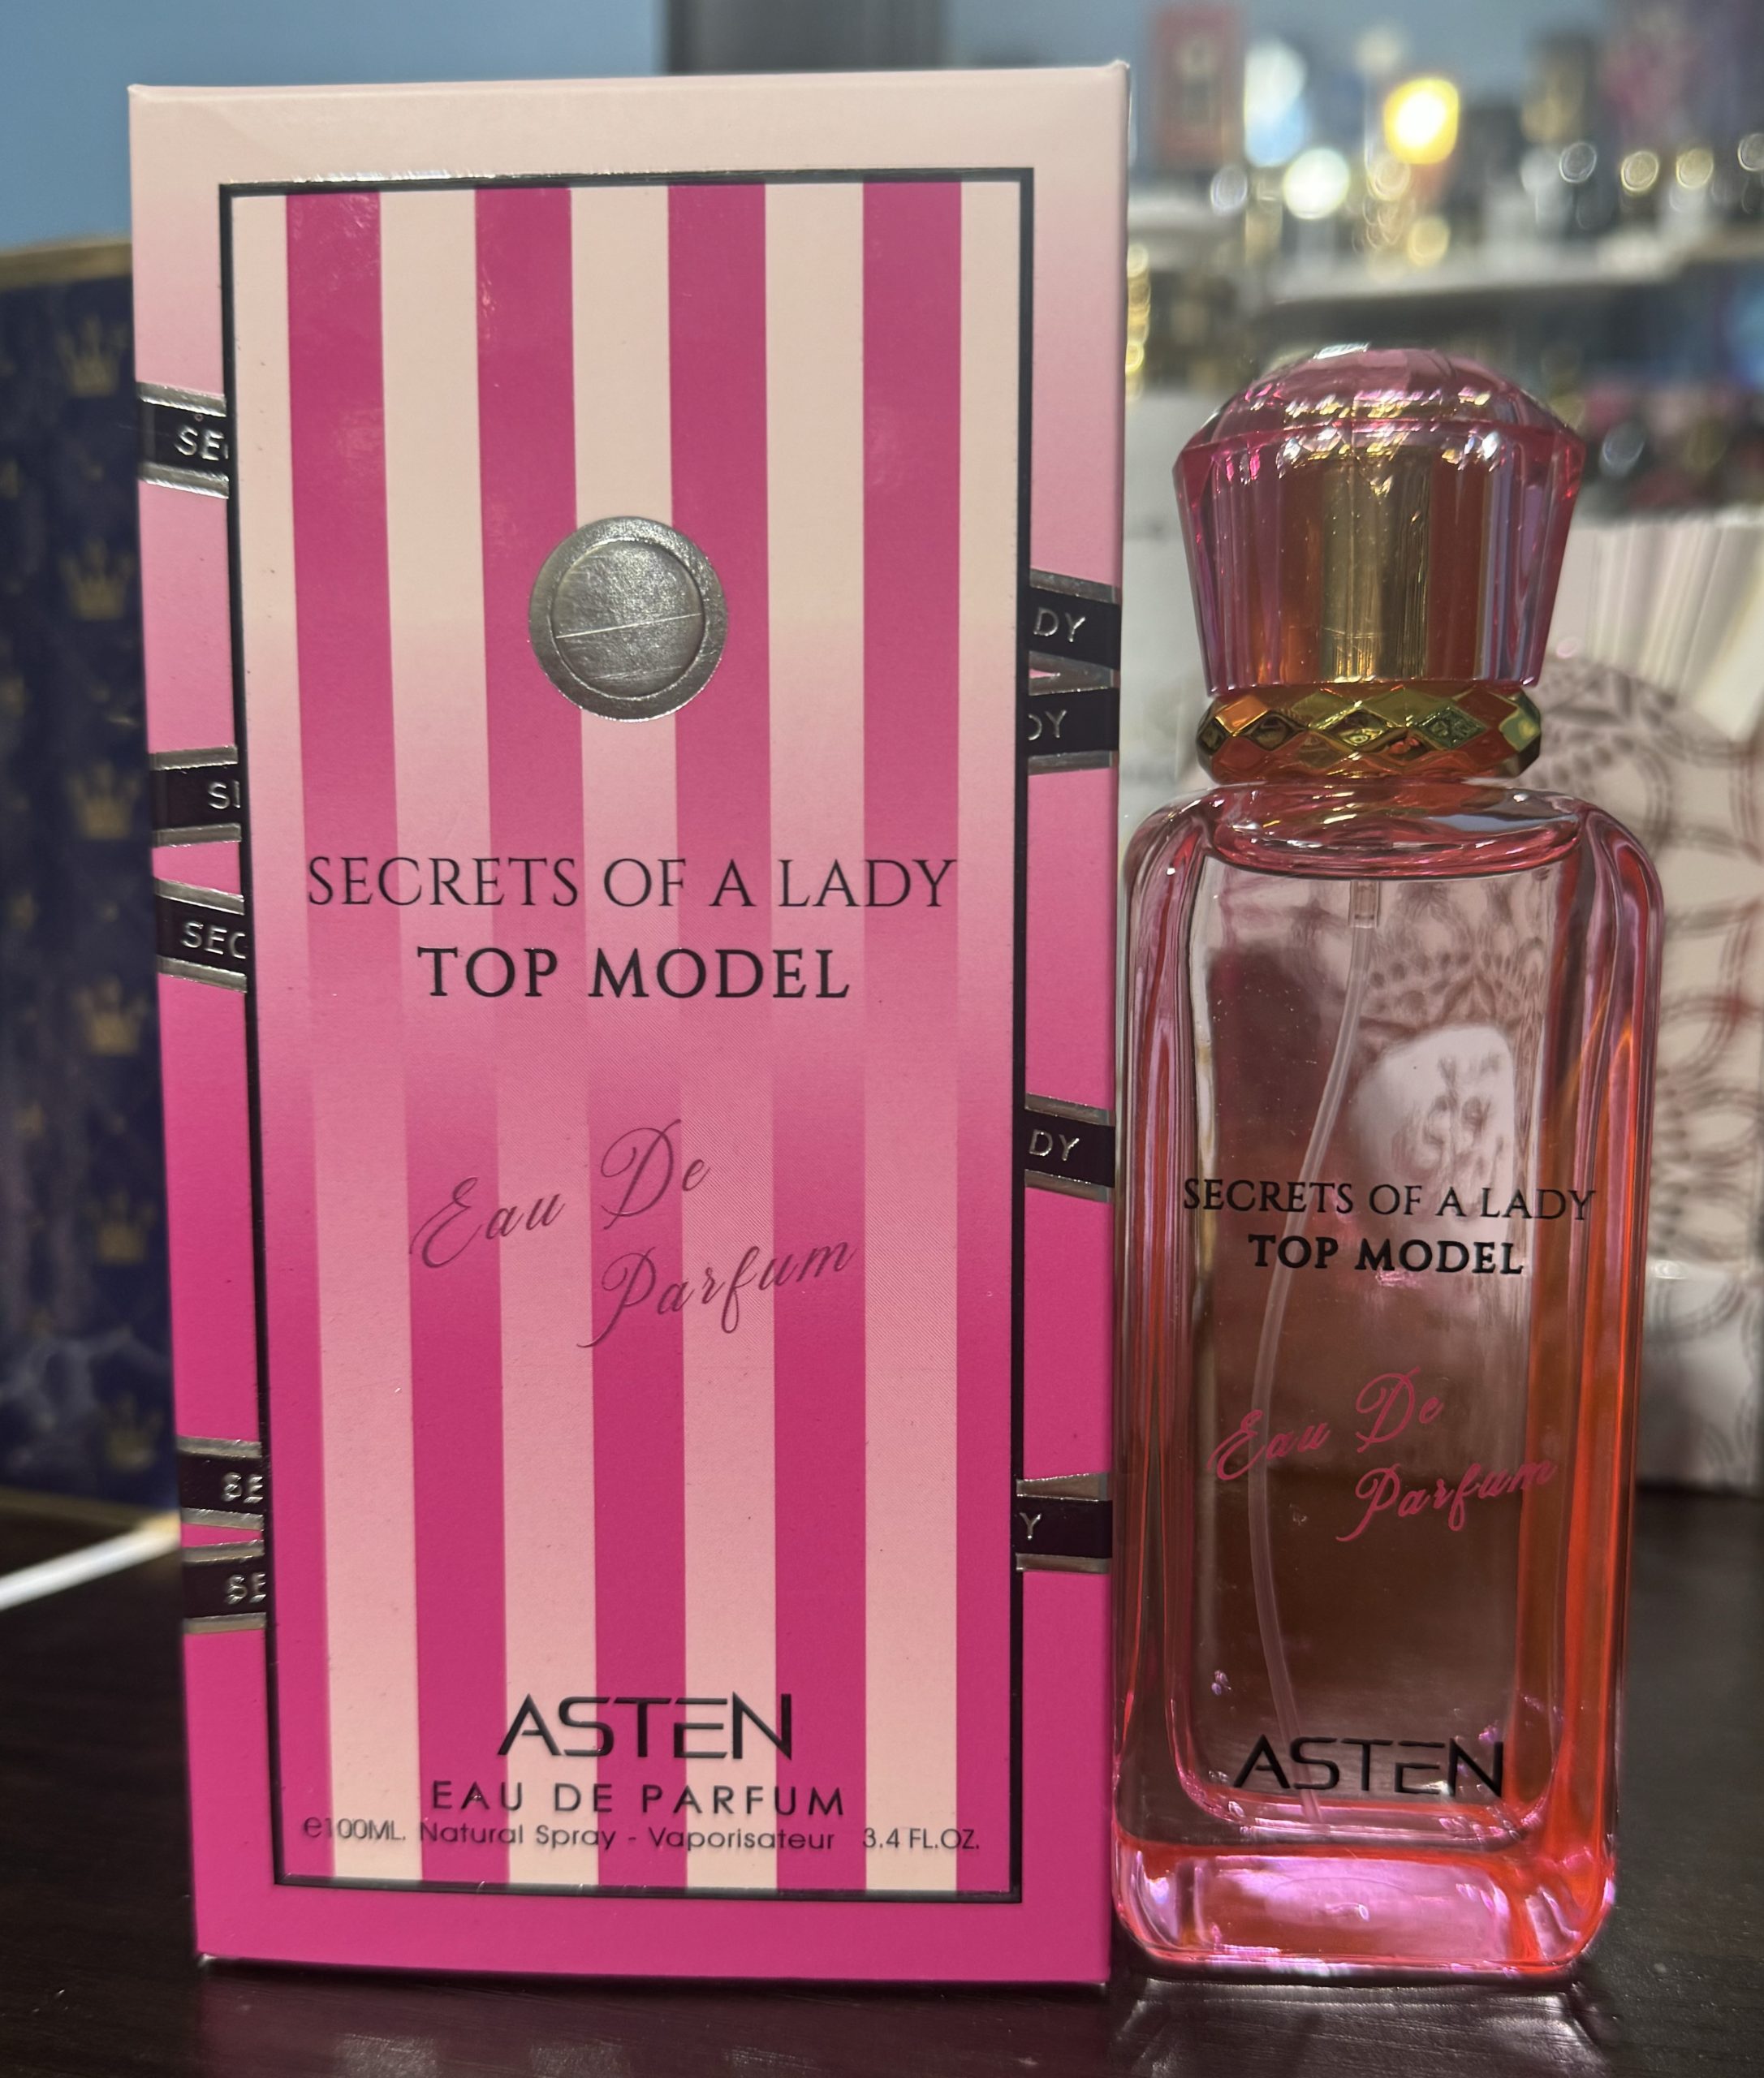 SECRETS OF A LADY
TOP MODEL
Eau De
Parfum
ASTEN
EAU DE PARFUM
e100ML. Natural Spray - Vaporisateur 3.4 FL.OZ.
SECRETS OF A LADY
TOP MODEL
Eau De
Parfum
ASTEN